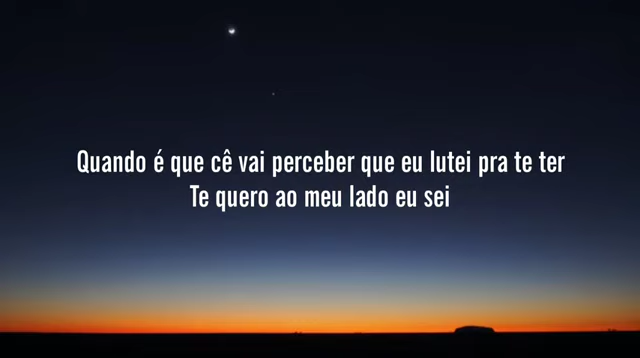 Quando é que cê vai perceber que eu lutei pra te ter
Te quero ao meu lado eu sei